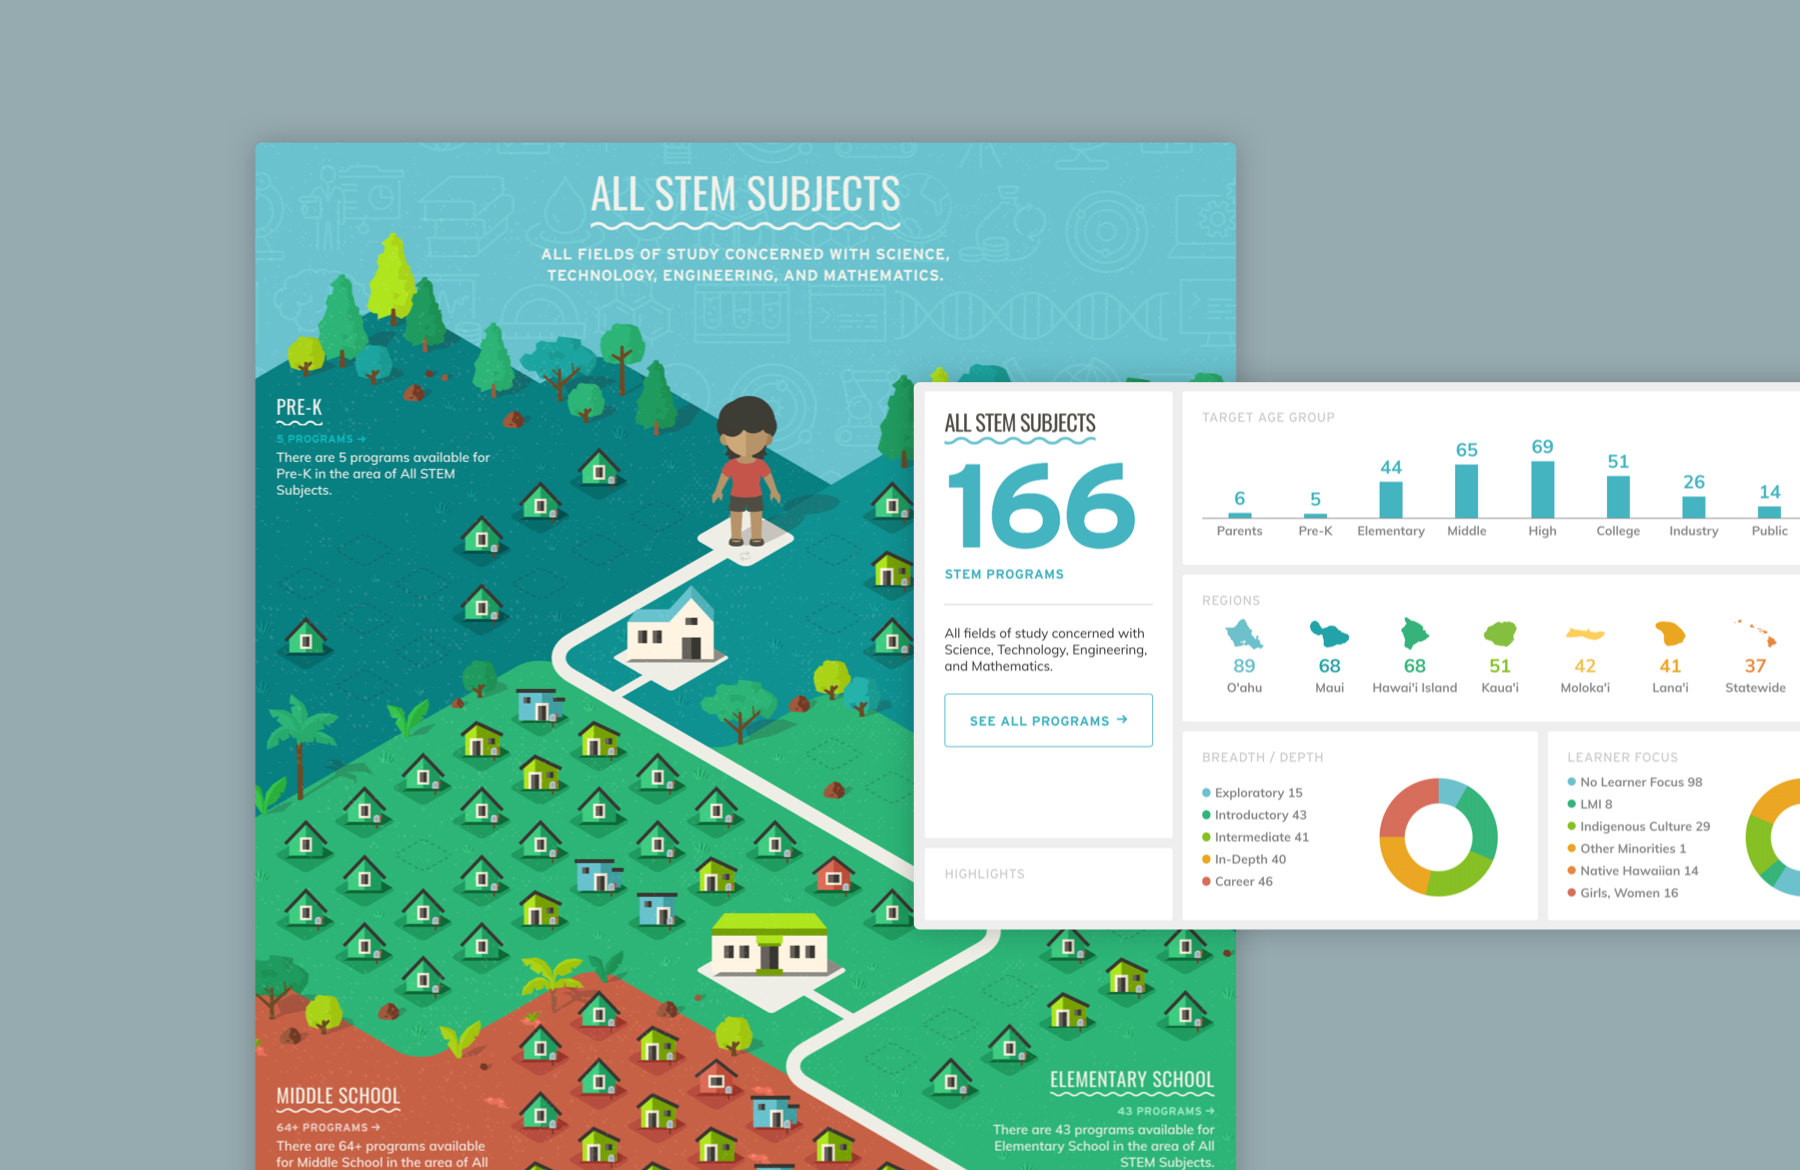 ALL STEM SUBJECTS
ALL FIELDS OF STUDY CONCERNED WITH SCIENCE,
TECHNOLOGY, ENGINEERING, AND MATHEMATICS.
PRE-K
5 PROGRAMS →
There are 5 programs available for
Pre-K in the area of All STEM
Subjects.
ALL STEM SUBJECTS
166
STEM PROGRAMS
All fields of study concerned with
Science, Technology, Engineering,
and Mathematics.
SEE ALL PROGRAMS →
HIGHLIGHTS
TARGET AGE GROUP
6 5 44 65 69 51 26 14
Parents Pre-K Elementary Middle High College Industry Public
REGIONS
89 68 68 51 42 41 37
O'ahu Maui Hawai'i Island Kaua'i Moloka'i Lana'i Statewide
BREADTH / DEPTH
Exploratory 15
Introductory 43
Intermediate 41
In-Depth 40
Career 46
LEARNER FOCUS
No Learner Focus 98
LMI 8
Indigenous Culture 29
Other Minorities 1
Native Hawaiian 14
Girls, Women 16
MIDDLE SCHOOL
64+ PROGRAMS →
There are 64+ programs available
for Middle School in the area of All
ELEMENTARY SCHOOL
43 PROGRAMS →
There are 43 programs available for
Elementary School in the area of All
STEM Subjects.